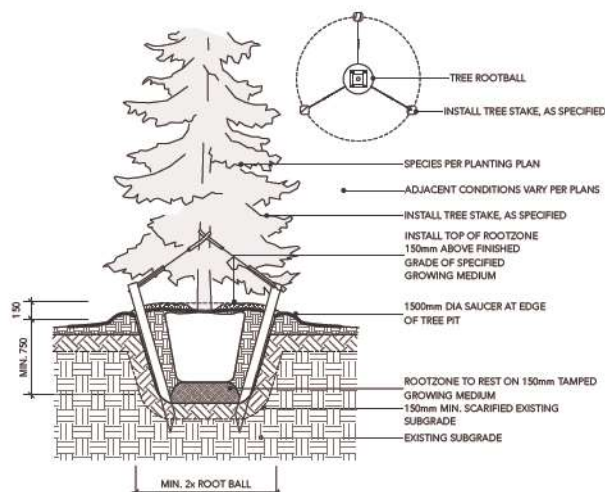 TREE ROOTBALL
INSTALL TREE STAKE, AS SPECIFIED
SPECIES PER PLANTING PLAN
ADJACENT CONDITIONS VARY PER PLANS
INSTALL TREE STAKE, AS SPECIFIED
INSTALL TOP OF ROOTZONE
150mm ABOVE FINISHED
GRADE OF SPECIFIED
GROWING MEDIUM
150
1500mm DIA SAUCER AT EDGE
OF TREE PIT
MIN. 750
ROOTZONE TO REST ON 150mm TAMPED
GROWING MEDIUM
150mm MIN. SCARIFIED EXISTING
SUBGRADE
EXISTING SUBGRADE
MIN. 2x ROOT BALL